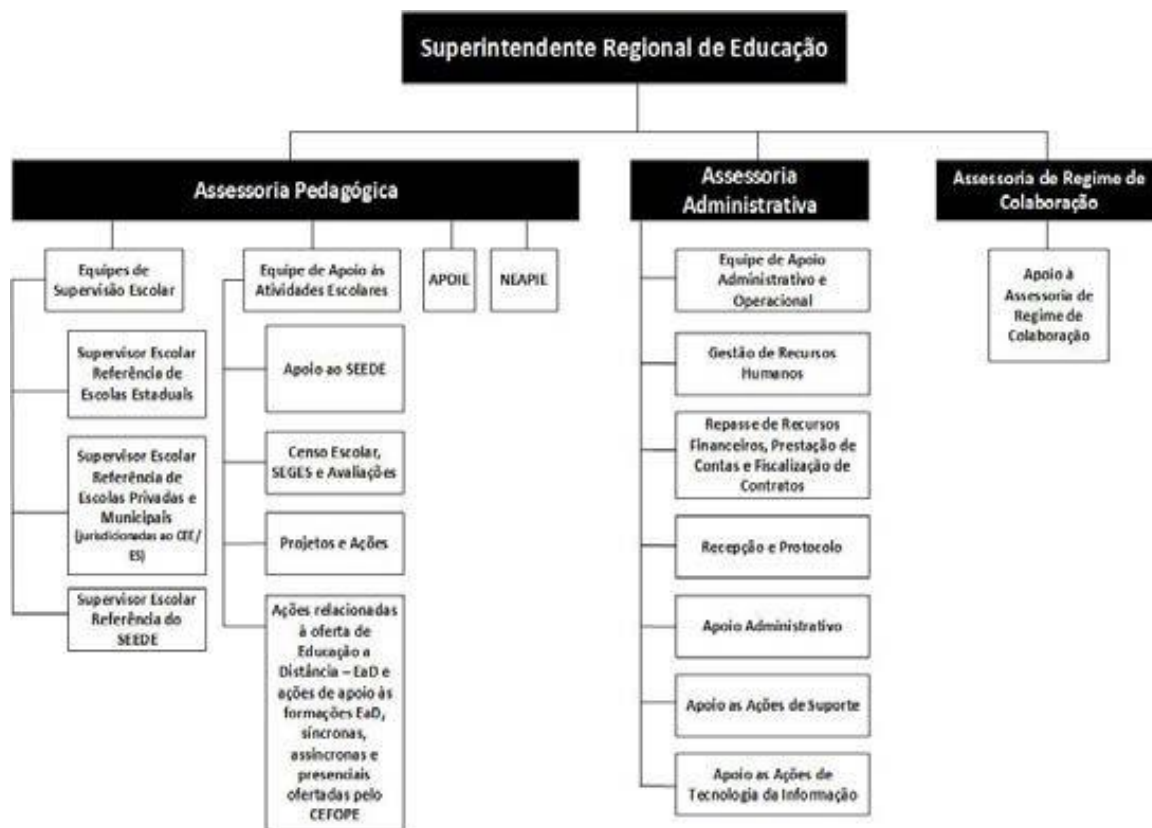 Superintendente Regional de Educação
Assessoria Pedagógica
Assessoria
Administrativa
Assessoria de Regime de
Colaboração
Equipes de
Supervisão Escolar
Equipe de Apoio às
Atividades Escolares
APOIE
NEAPIE
Equipe de Apoio
Administrativo e
Operacional
Apoio à
Assessoria de
Regime de
Colaboração
Supervisor Escolar
Referência de
Escolas Estaduais
Supervisor Escolar
Referência de
Escolas Privadas e
Municipais
(jurisdicionadas ao CEE/
ES)
Supervisor Escolar
Referência do
SEEDE
Apoio ao SEEDE
Censo Escolar,
SEGES e Avaliações
Projetos e Ações
Ações relacionadas
à oferta de
Educação a
Distância – EaD e
ações de apoio às
formações EaD,
síncronas,
assíncronas e
presenciais
ofertadas pelo
CEFOPE
Gestão de Recursos
Humanos
Repasse de Recursos
Financeiros, Prestação de
Contas e Fiscalização de
Contratos
Recepção e Protocolo
Apoio Administrativo
Apoio as Ações de Suporte
Apoio as Ações de
Tecnologia da Informação